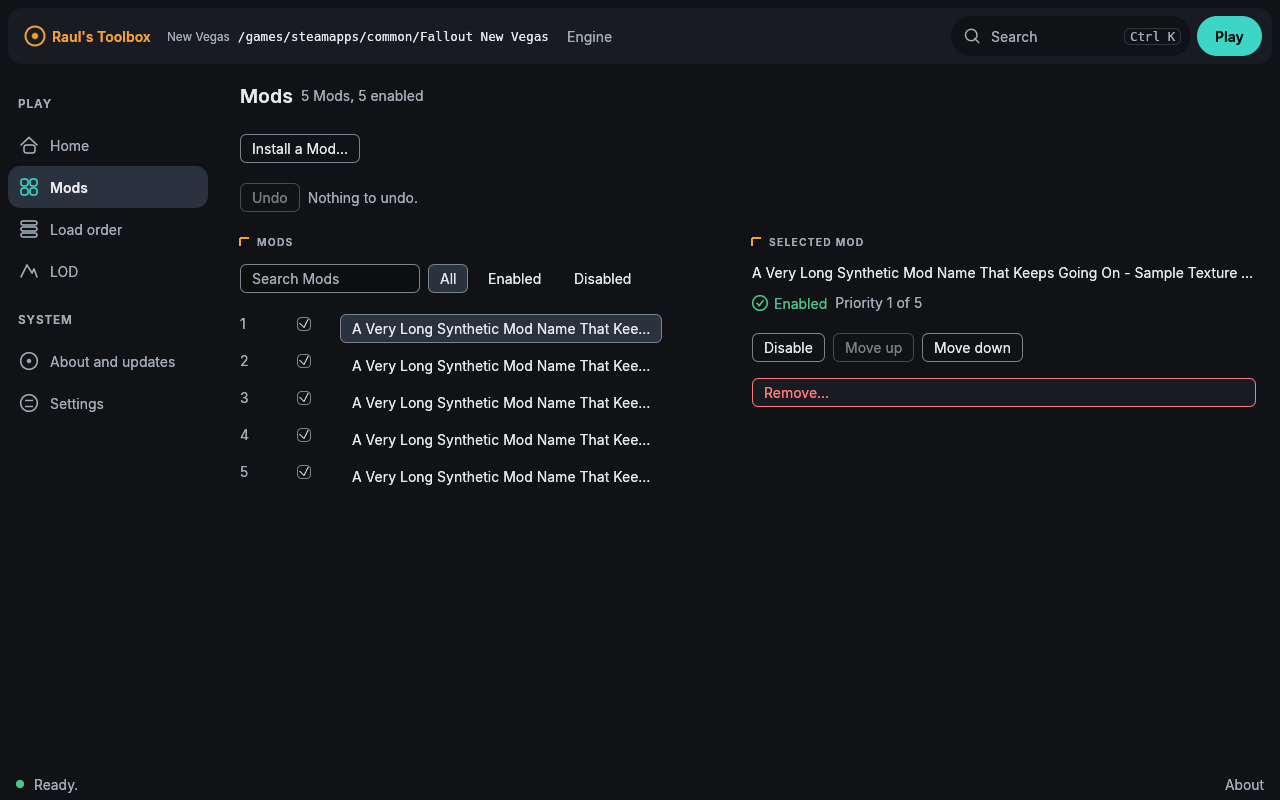 Raul's Toolbox New Vegas /games/steamapps/common/Fallout New Vegas Engine Search Ctrl K Play
PLAY
Home
Mods
Load order
LOD
SYSTEM
About and updates
Settings
Mods 5 Mods, 5 enabled
Install a Mod...
Undo Nothing to undo.
MODS
Search Mods All Enabled Disabled
1 A Very Long Synthetic Mod Name That Kee...
2 A Very Long Synthetic Mod Name That Kee...
3 A Very Long Synthetic Mod Name That Kee...
4 A Very Long Synthetic Mod Name That Kee...
5 A Very Long Synthetic Mod Name That Kee...
SELECTED MOD
A Very Long Synthetic Mod Name That Keeps Going On - Sample Texture ...
Enabled Priority 1 of 5
Disable Move up Move down
Remove...
Ready. About